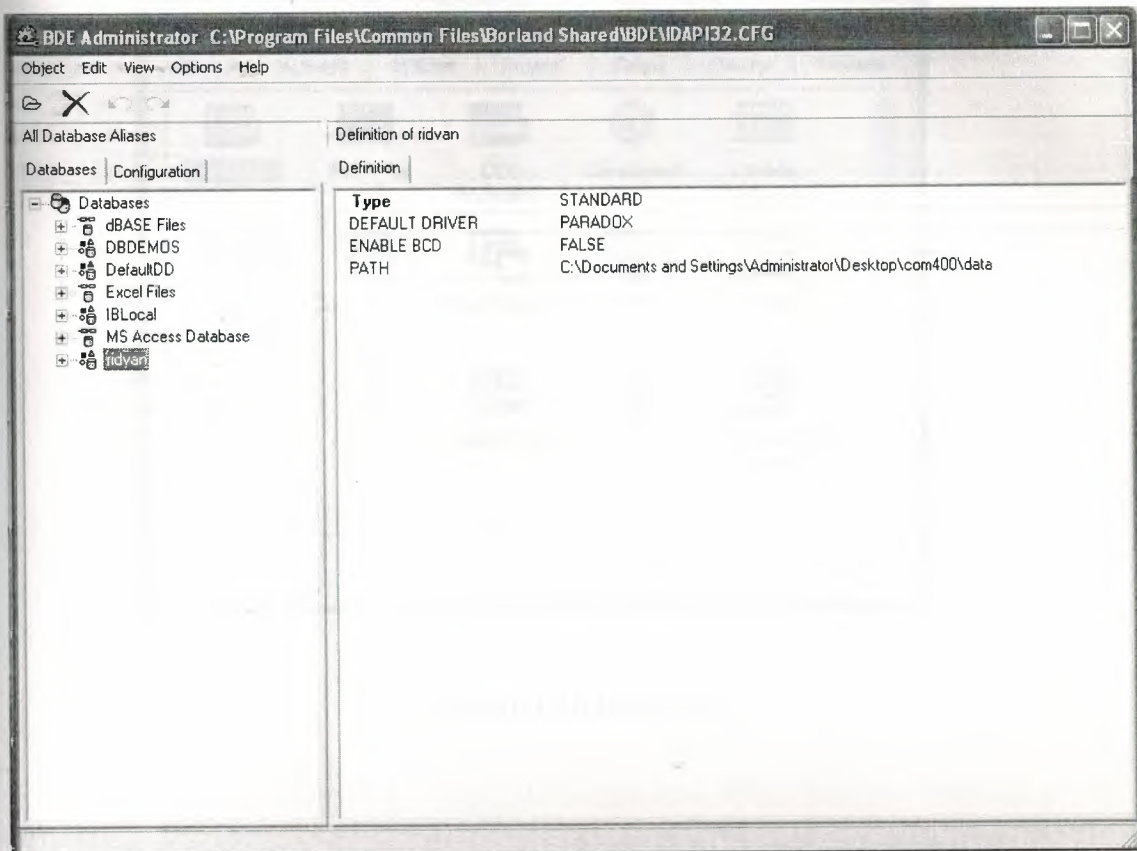 BDE Administrator C:\Program Files\Common Files\Borland Shared\BDE\IDAPI32.CFG
Object Edit View Options Help
All Database Aliases
Definition of ridvan
Databases Configuration
Definition
Databases
dBASE Files
DBDEMOS
DefaultDD
Excel Files
IBLocal
MS Access Database
ridvan
Type STANDARD
DEFAULT DRIVER PARADOX
ENABLE BCD FALSE
PATH C:\Documents and Settings\Administrator\Desktop\com400\data